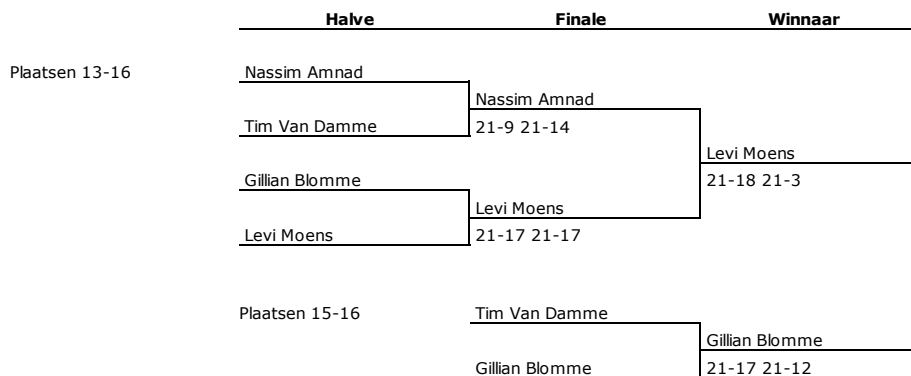 Halve Finale Winnaar
Plaatsen 13-16 Nassim Amnad
Nassim Amnad
Tim Van Damme 21-9 21-14
Levi Moens
Gillian Blomme 21-18 21-3
Levi Moens
Levi Moens 21-17 21-17
Plaatsen 15-16 Tim Van Damme
Gillian Blomme
Gillian Blomme 21-17 21-12